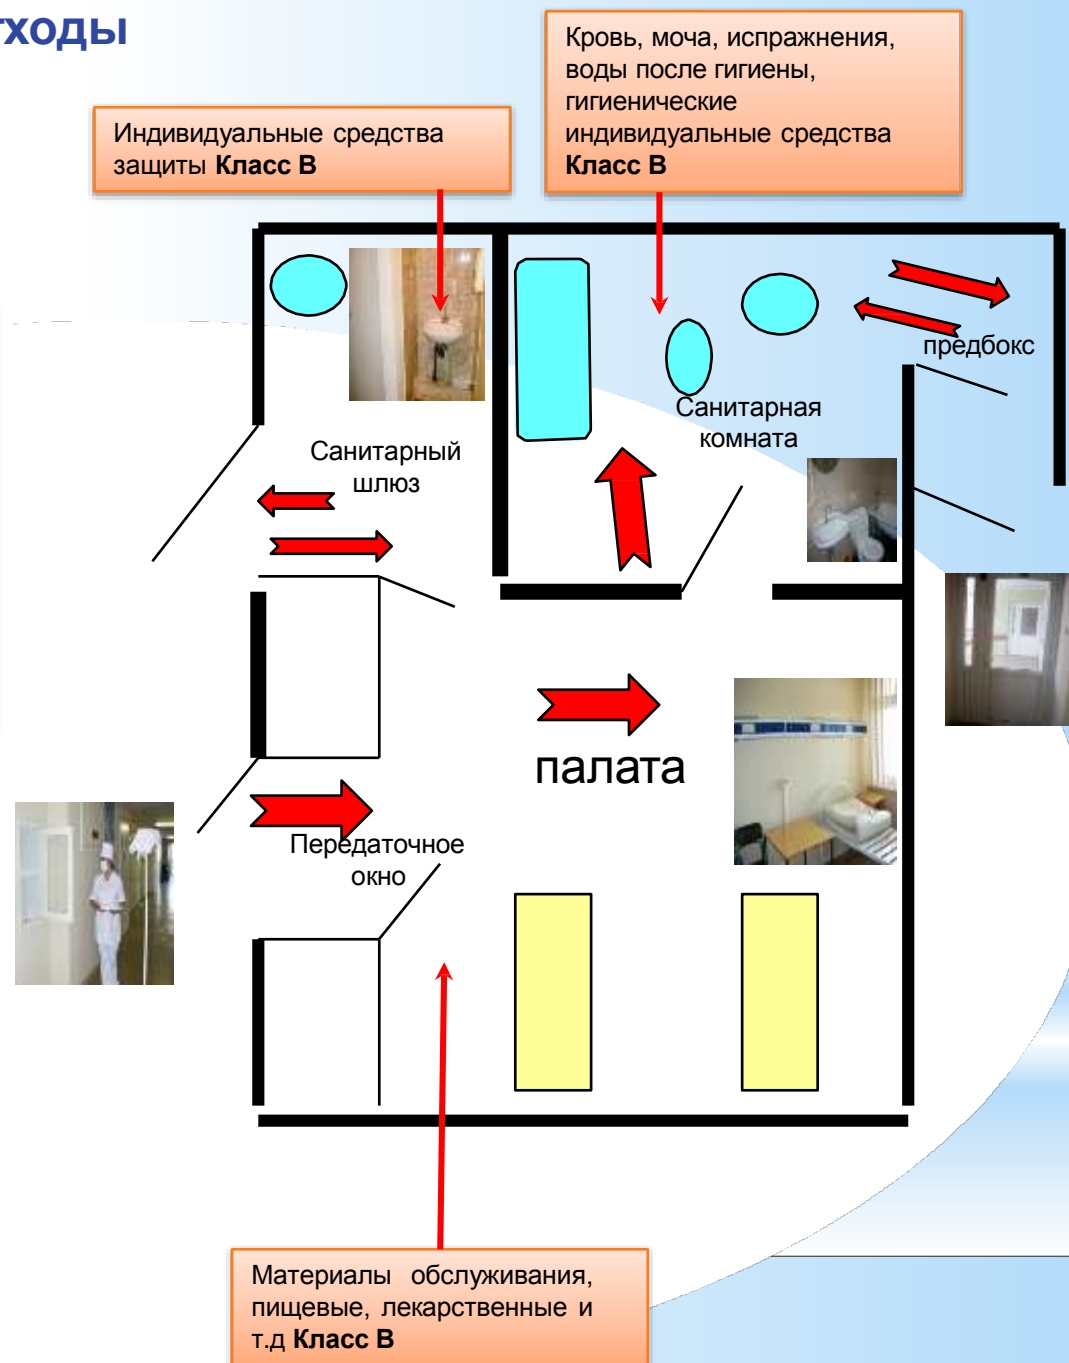 тходы
Кровь, моча, испражнения,
воды после гигиены,
гигиенические
индивидуальные средства
Класс В
Индивидуальные средства
защиты Класс В
предбокс
Санитарная
комната
Санитарный
шлюз
палата
Передаточное
окно
Материалы обслуживания,
пищевые, лекарственные и
т.д Класс В